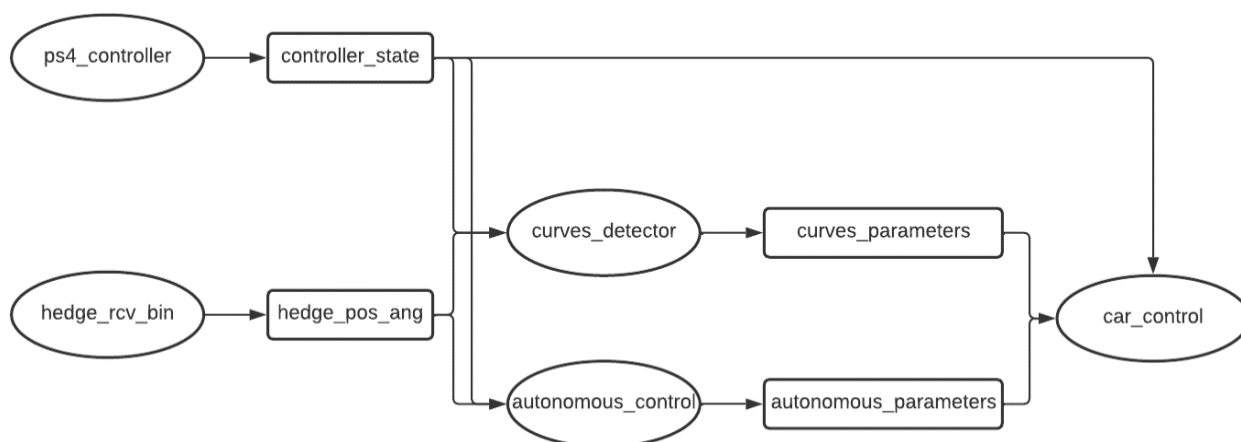 ps4_controller
controller_state
curves_detector
curves_parameters
hedge_rcv_bin
hedge_pos_ang
car_control
autonomous_control
autonomous_parameters